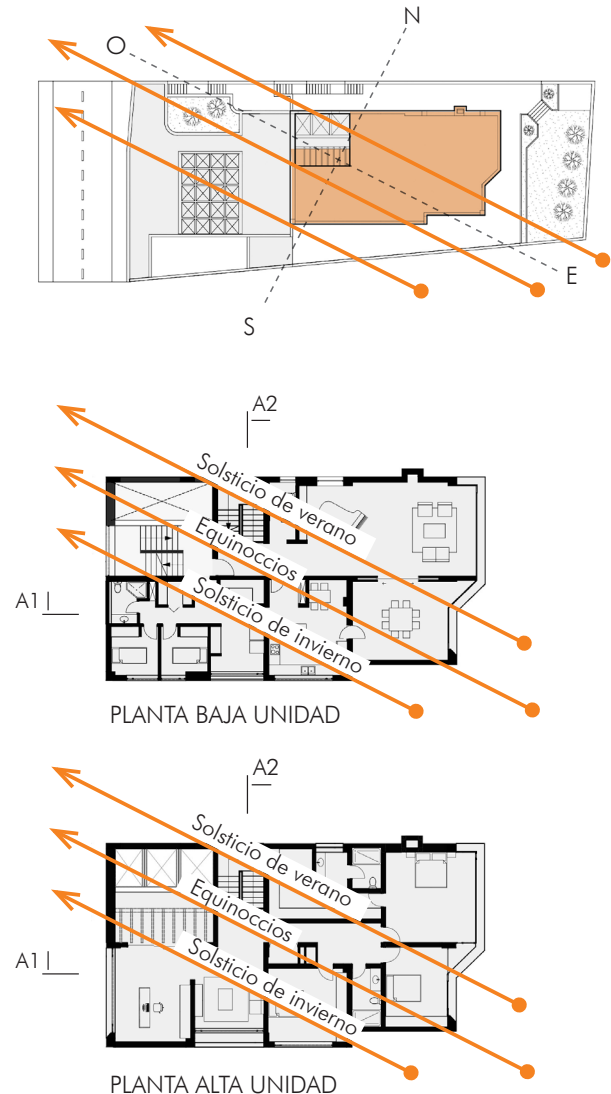 N
O
E
S
A2
Solsticio de verano
Equinoccios
Solsticio de invierno
A1
PLANTA BAJA UNIDAD
A2
Solsticio de verano
Equinoccios
Solsticio de invierno
A1
PLANTA ALTA UNIDAD